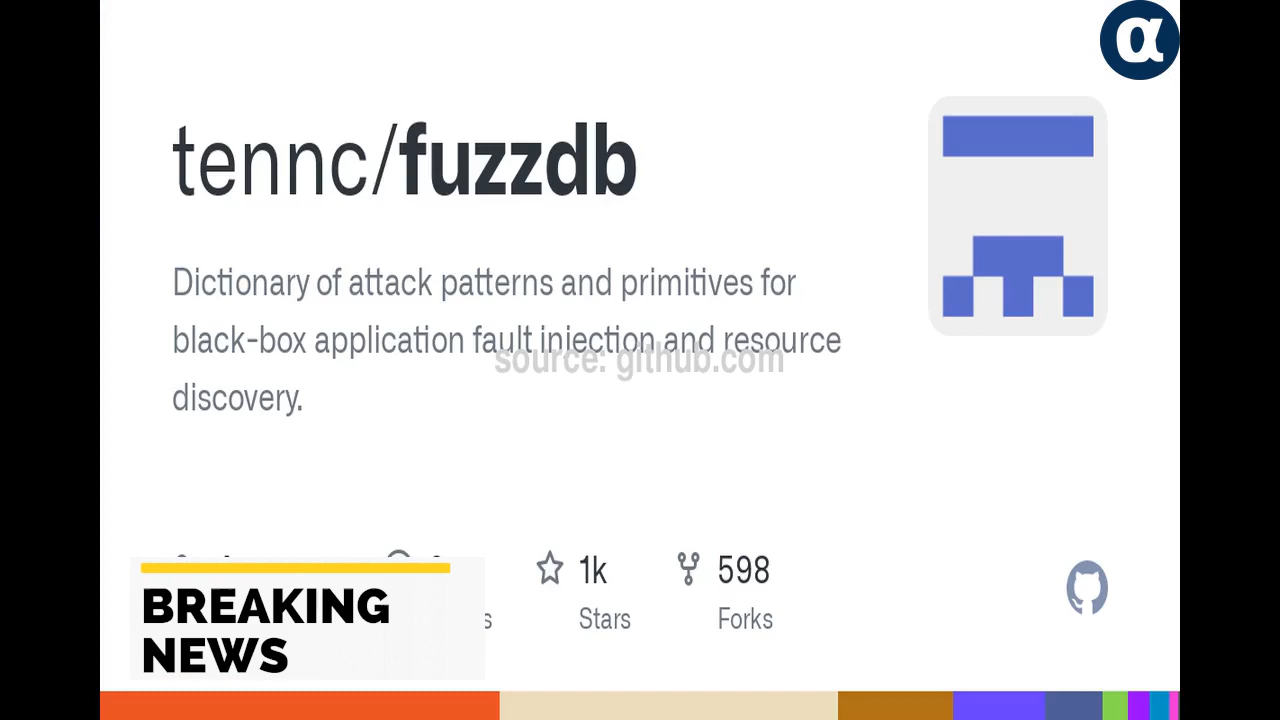 α
tennc/fuzzdb
Dictionary of attack patterns and primitives for
black-box application fault injection and resource
discovery.
source: github.com
1k
598
s
Stars
Forks
BREAKING
NEWS